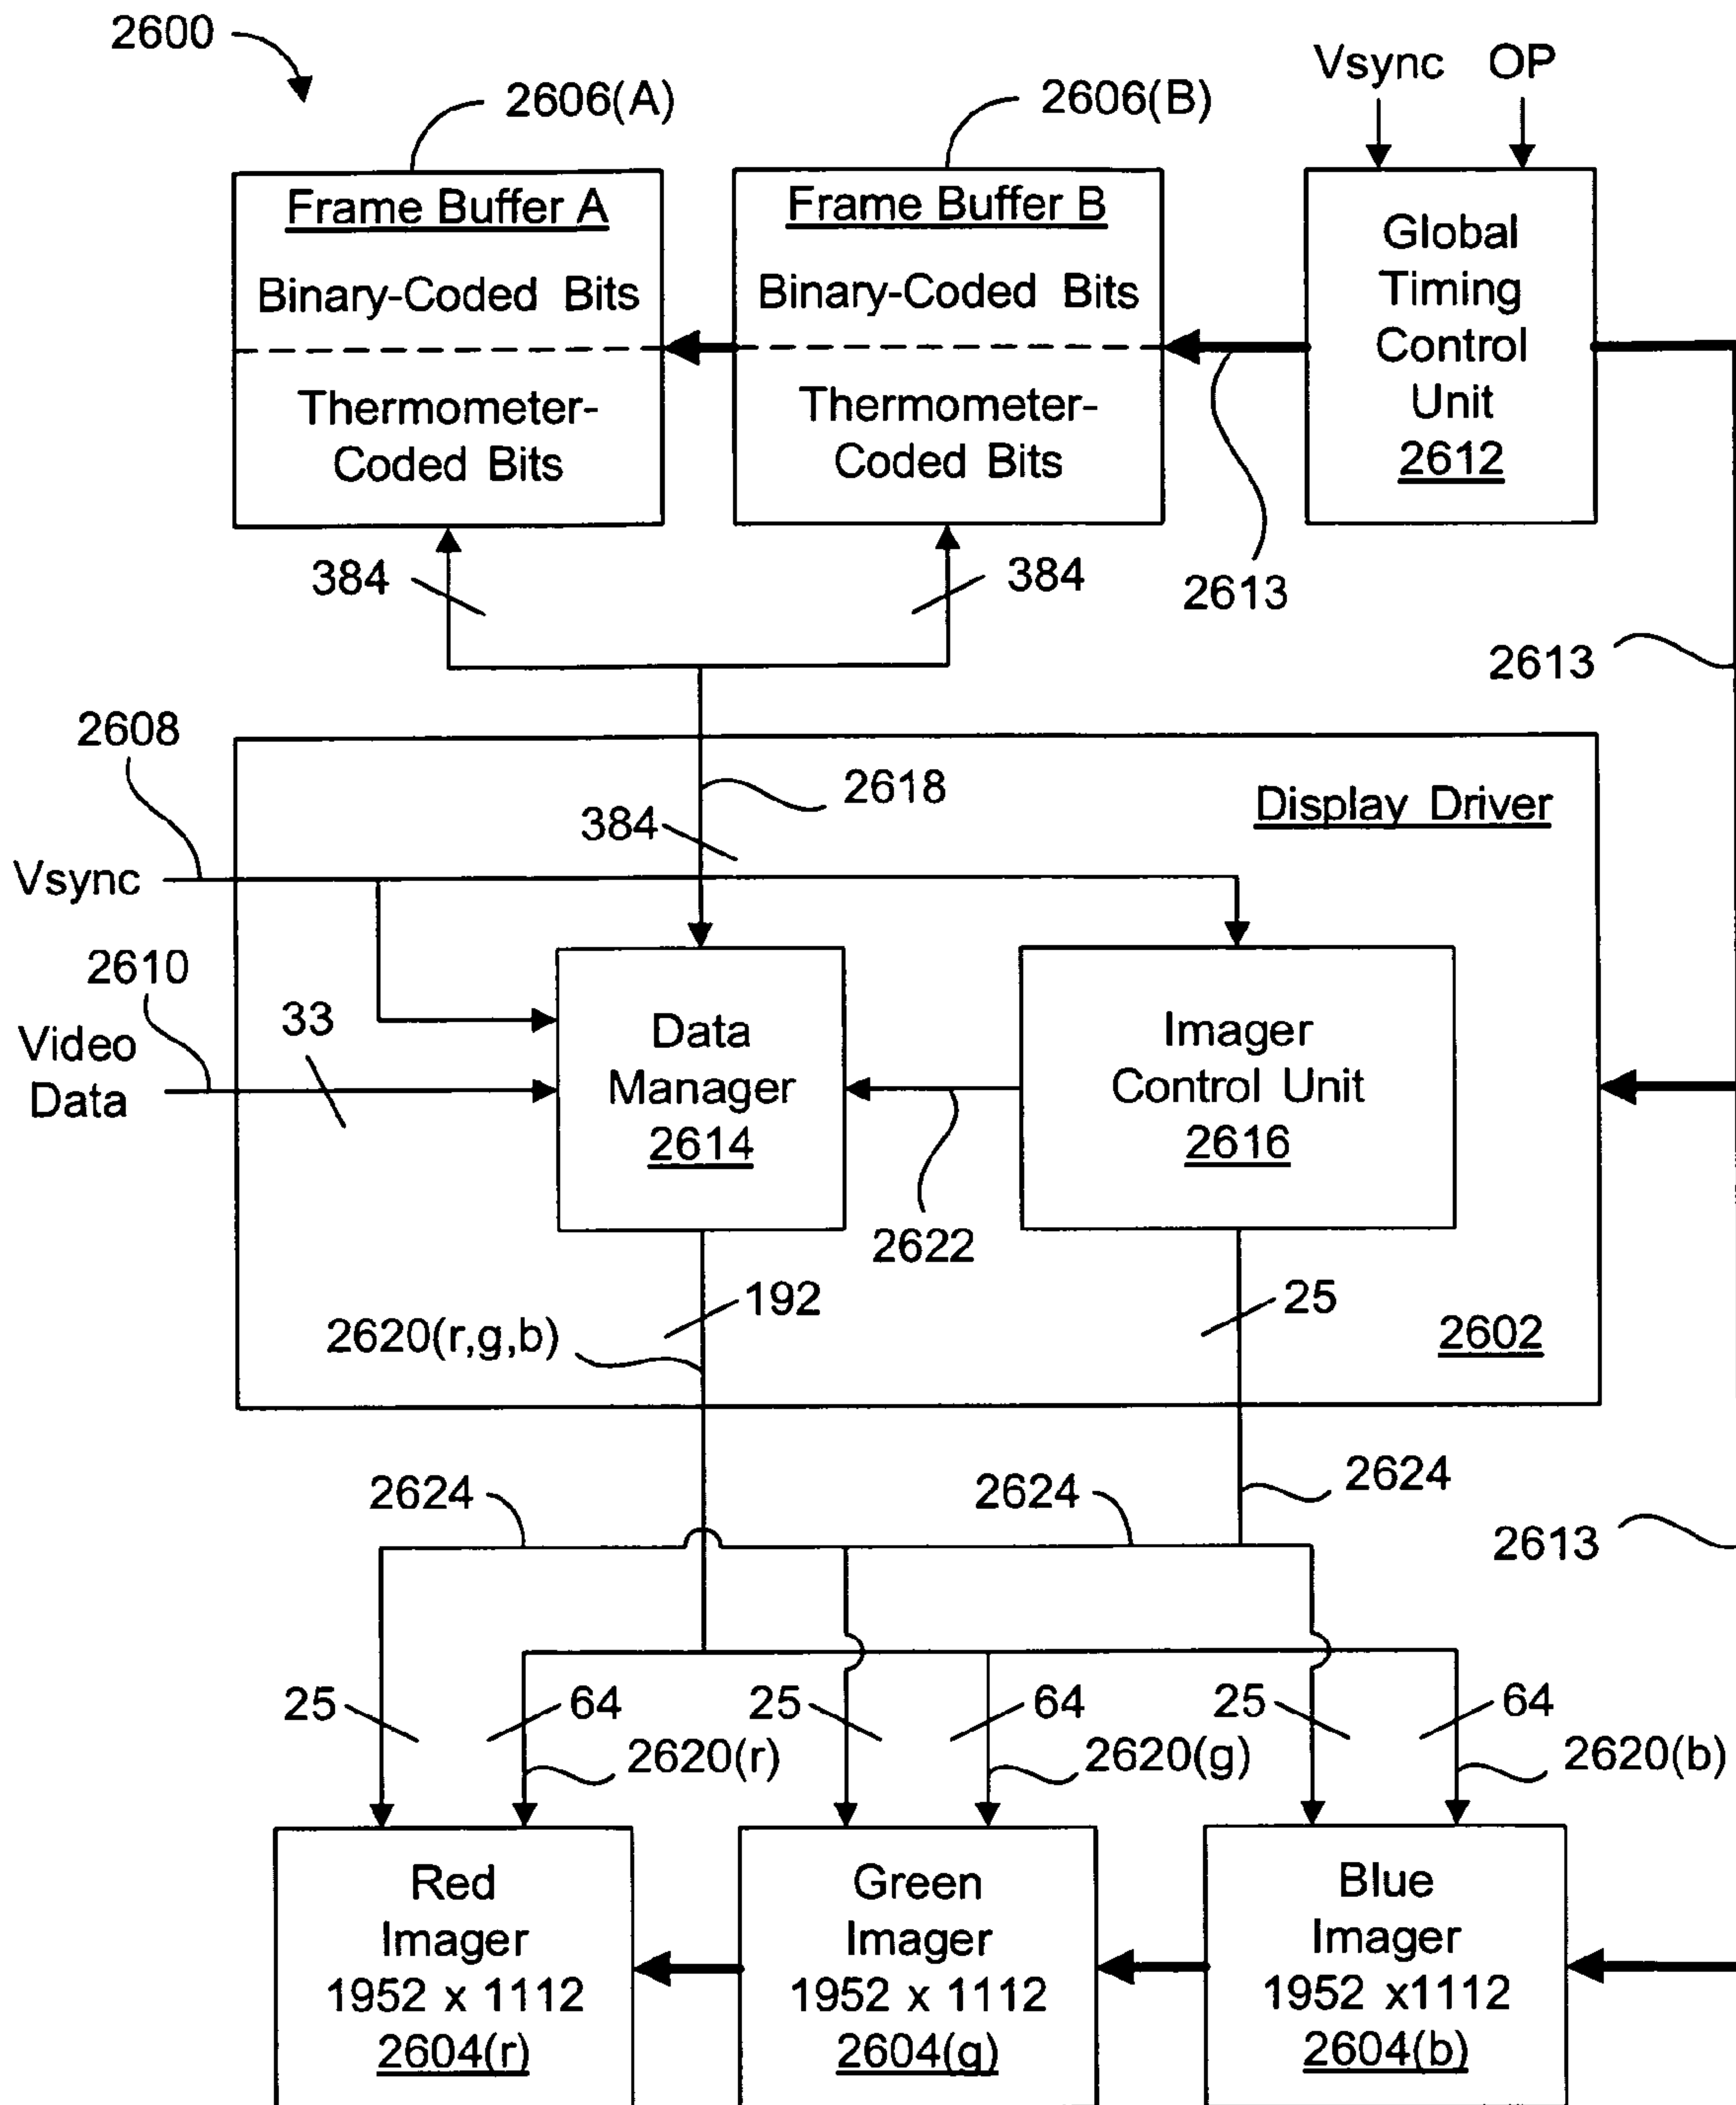 2600
2606(A)
2606(B)
Vsync OP
Frame Buffer A
Binary-Coded Bits
Thermometer-
Coded Bits
Frame Buffer B
Binary-Coded Bits
Thermometer-
Coded Bits
Global
Timing
Control
Unit
2612
384
384
2613
2613
2608
2618
Display Driver
384
Vsync
2610
33
Video
Data
Data
Manager
2614
Imager
Control Unit
2616
2622
192
25
2620(r,g,b)
2602
2624
2624
2624
2613
25
64
25
64
25
64
2620(r)
2620(g)
2620(b)
Red
Imager
1952 x 1112
2604(r)
Green
Imager
1952 x 1112
2604(g)
Blue
Imager
1952 x1112
2604(b)